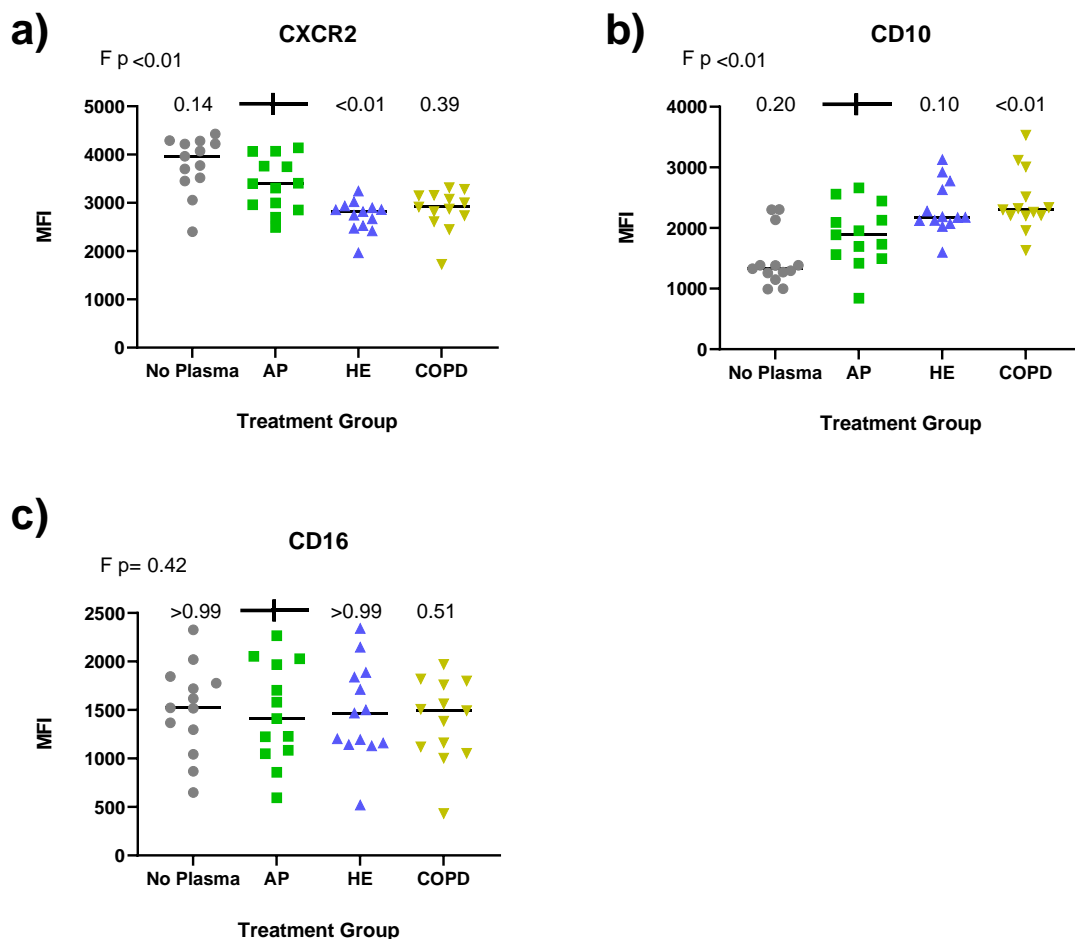 a)
CXCR2
F p <0.01
0.14 <0.01 0.39
5000
4000
3000
2000
1000
0
MFI
No Plasma AP HE COPD
Treatment Group
b)
CD10
F p <0.01
0.20 0.10 <0.01
4000
3000
2000
1000
0
MFI
No Plasma AP HE COPD
Treatment Group
c)
CD16
F p= 0.42
>0.99 >0.99 0.51
2500
2000
1500
1000
500
0
MFI
No Plasma AP HE COPD
Treatment Group